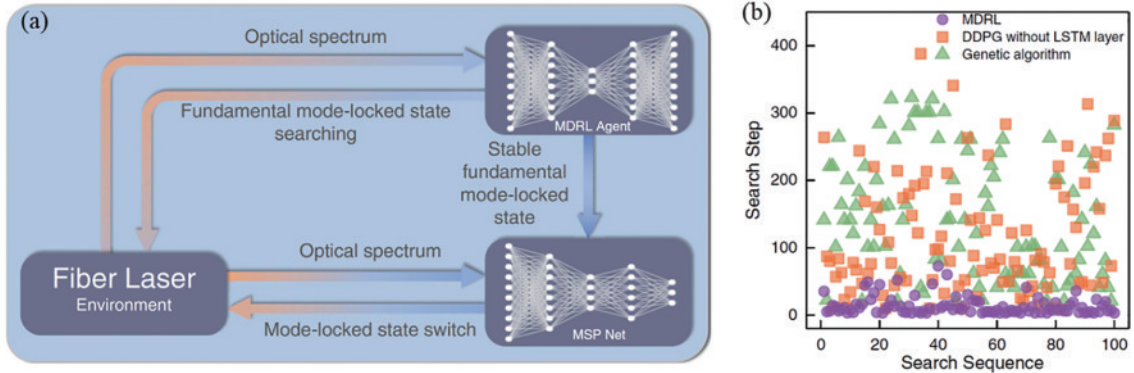 (a)
Optical spectrum
Fundamental mode-locked state
searching
MDRL Agent
Stable
fundamental
mode-locked
state
Fiber Laser
Environment
Optical spectrum
Mode-locked state switch
MSP Net
(b)
MDRL
DDPG without LSTM layer
Genetic algorithm
Search Step
400
300
200
100
0
0
20
40
60
80
100
Search Sequence